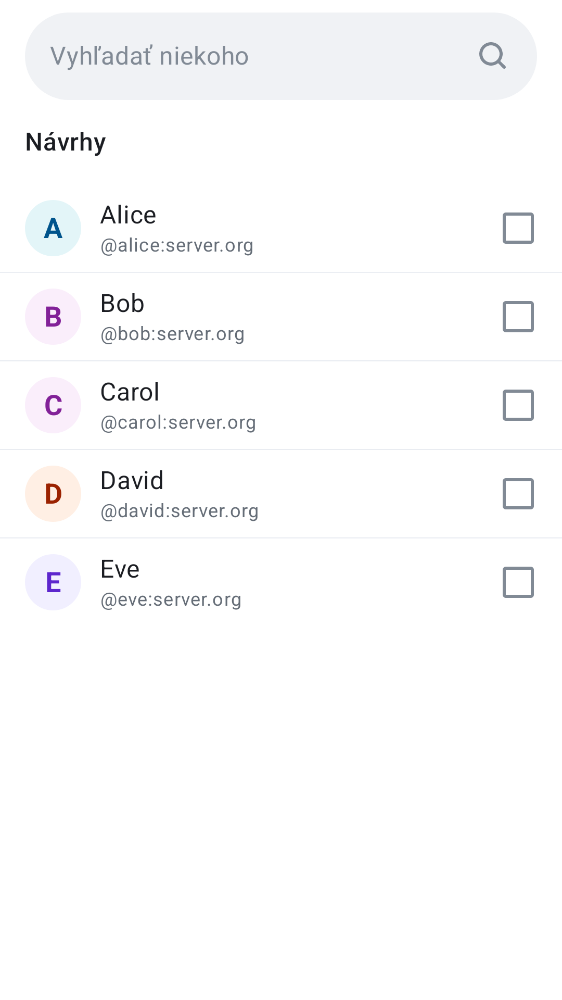 Vyhľadať niekoho
Návrhy
A
Alice
@alice:server.org
B
Bob
@bob:server.org
C
Carol
@carol:server.org
D
David
@david:server.org
E
Eve
@eve:server.org